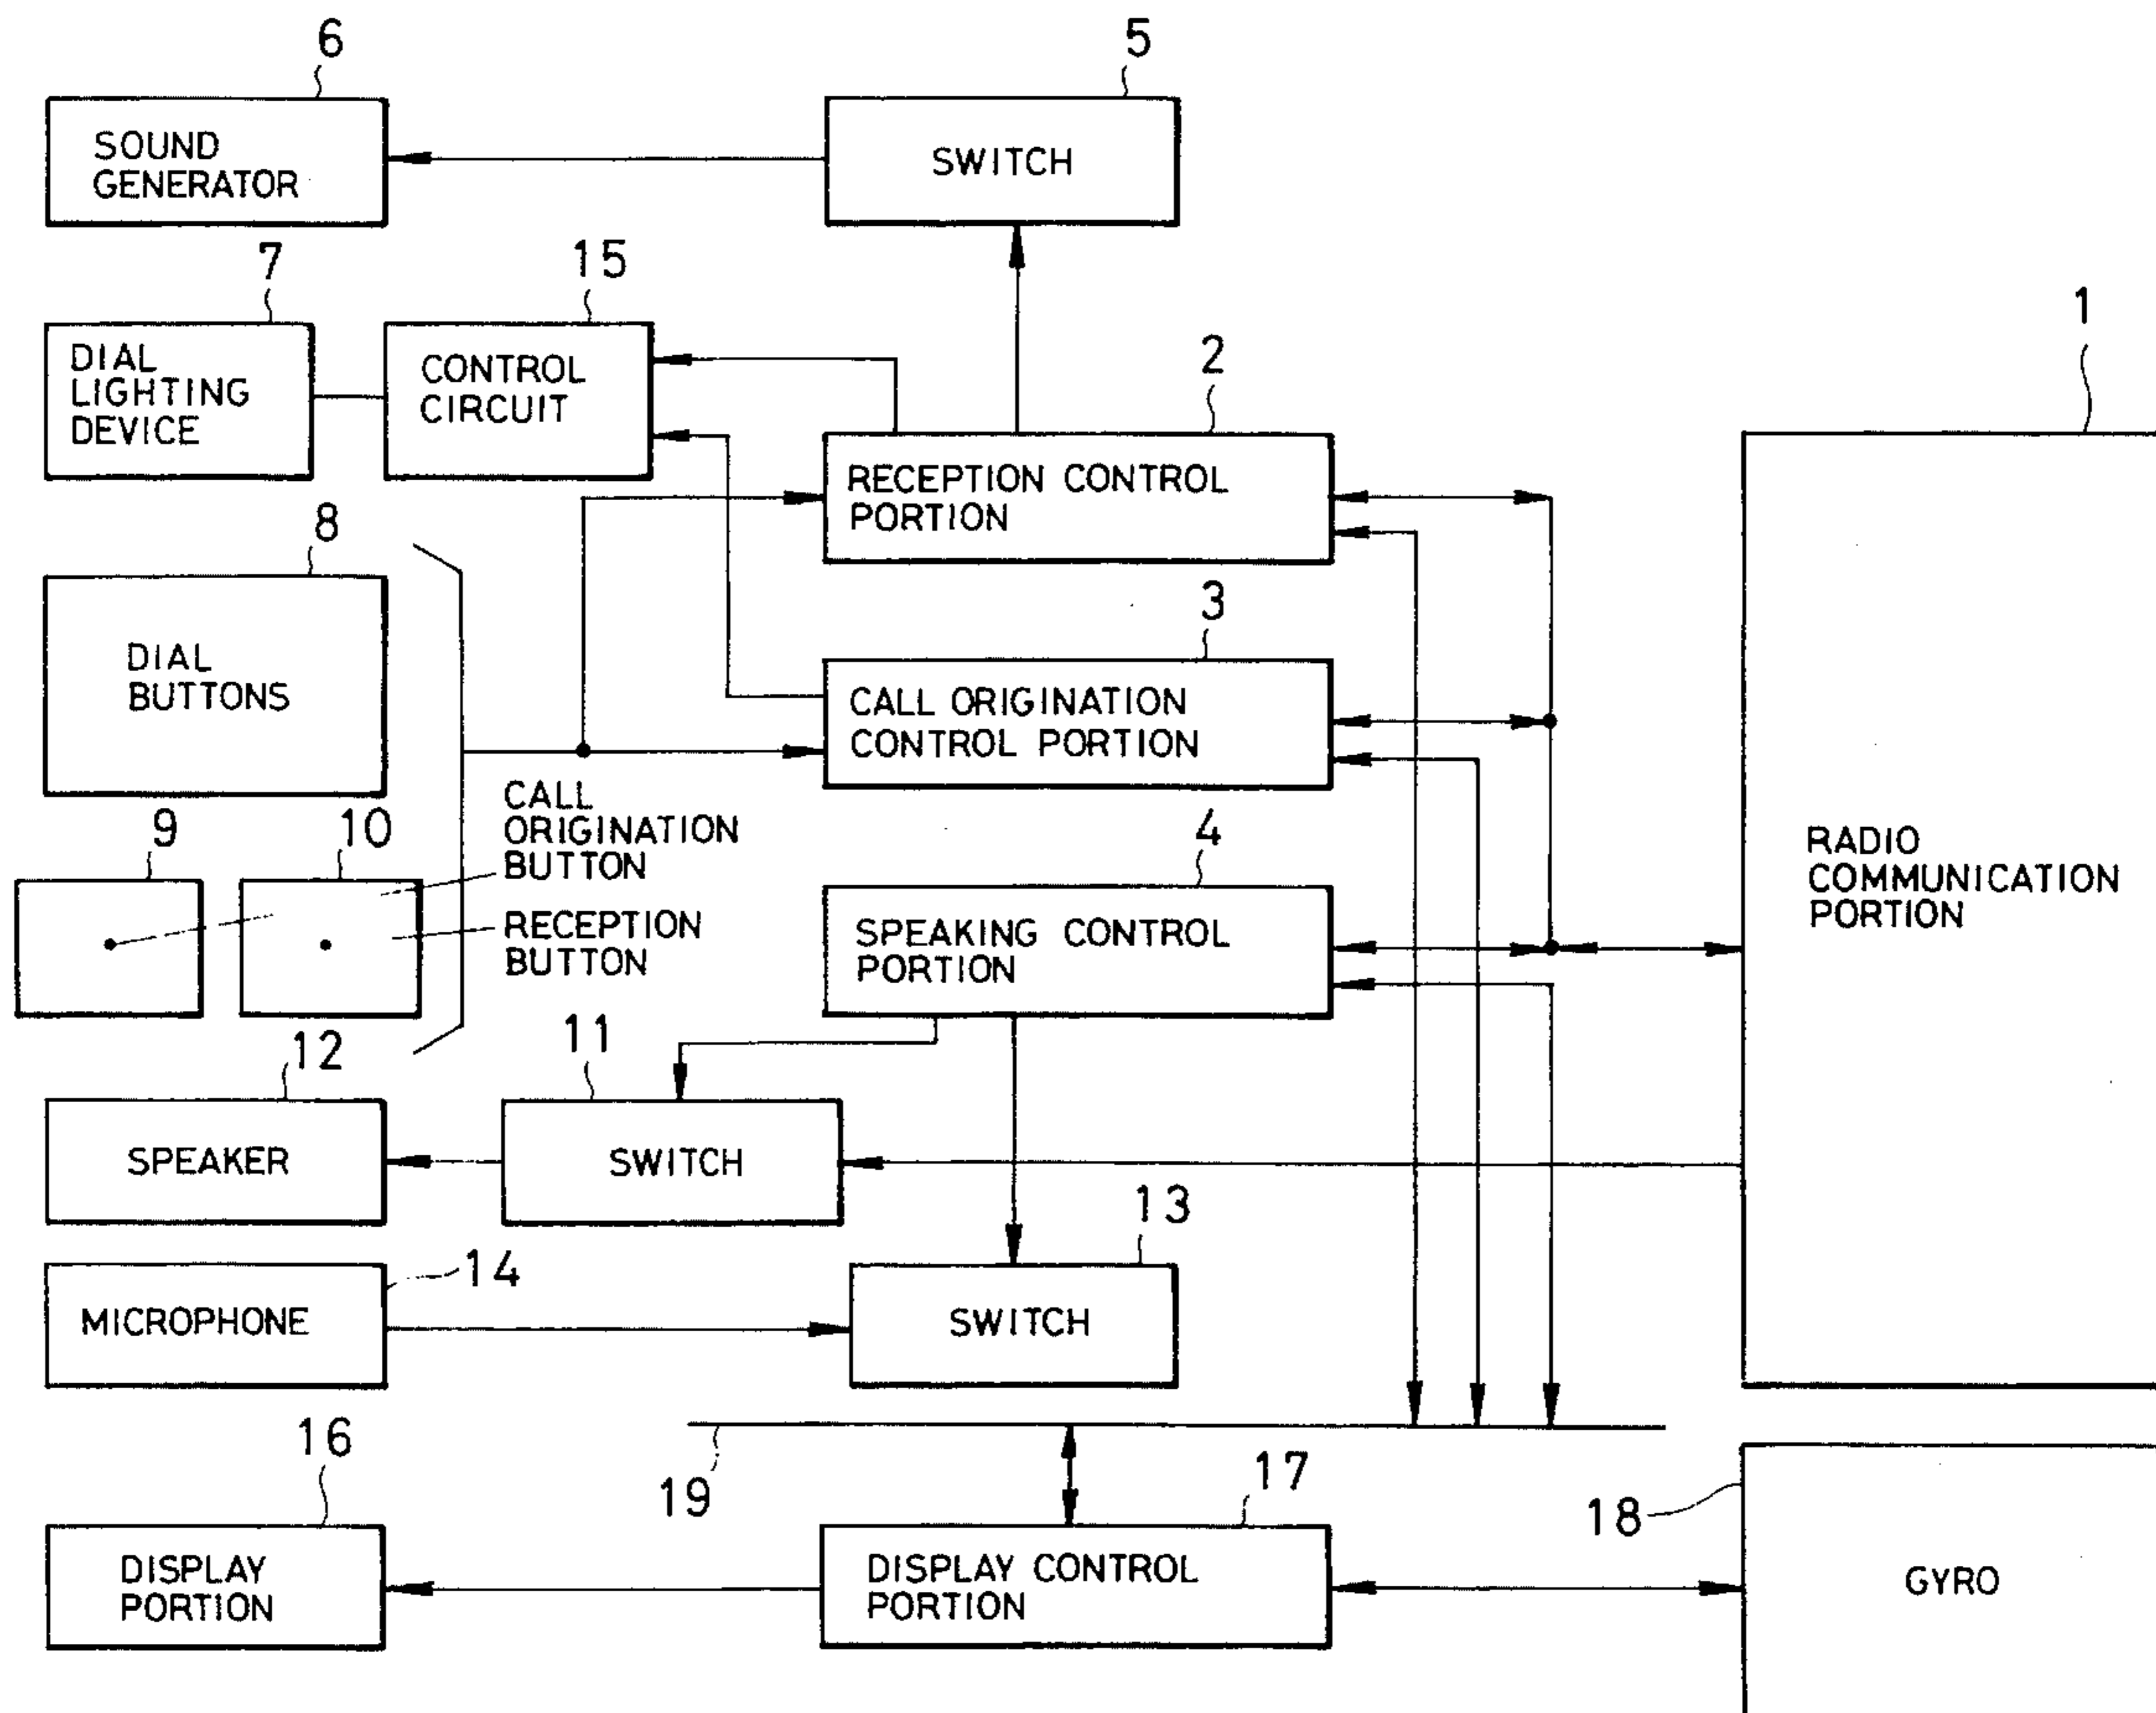 6
5
SOUND
GENERATOR
SWITCH
7
15
1
DIAL
LIGHTING
DEVICE
CONTROL
CIRCUIT
2
RECEPTION CONTROL
PORTION
8
3
DIAL
BUTTONS
CALL ORIGINATION
CONTROL PORTION
CALL
ORIGINATION
BUTTON
9
10
4
RADIO
COMMUNICATION
PORTION
RECEPTION
BUTTON
SPEAKING CONTROL
PORTION
12
11
SPEAKER
SWITCH
13
14
MICROPHONE
SWITCH
16
19
17
18
DISPLAY
PORTION
DISPLAY CONTROL
PORTION
GYRO